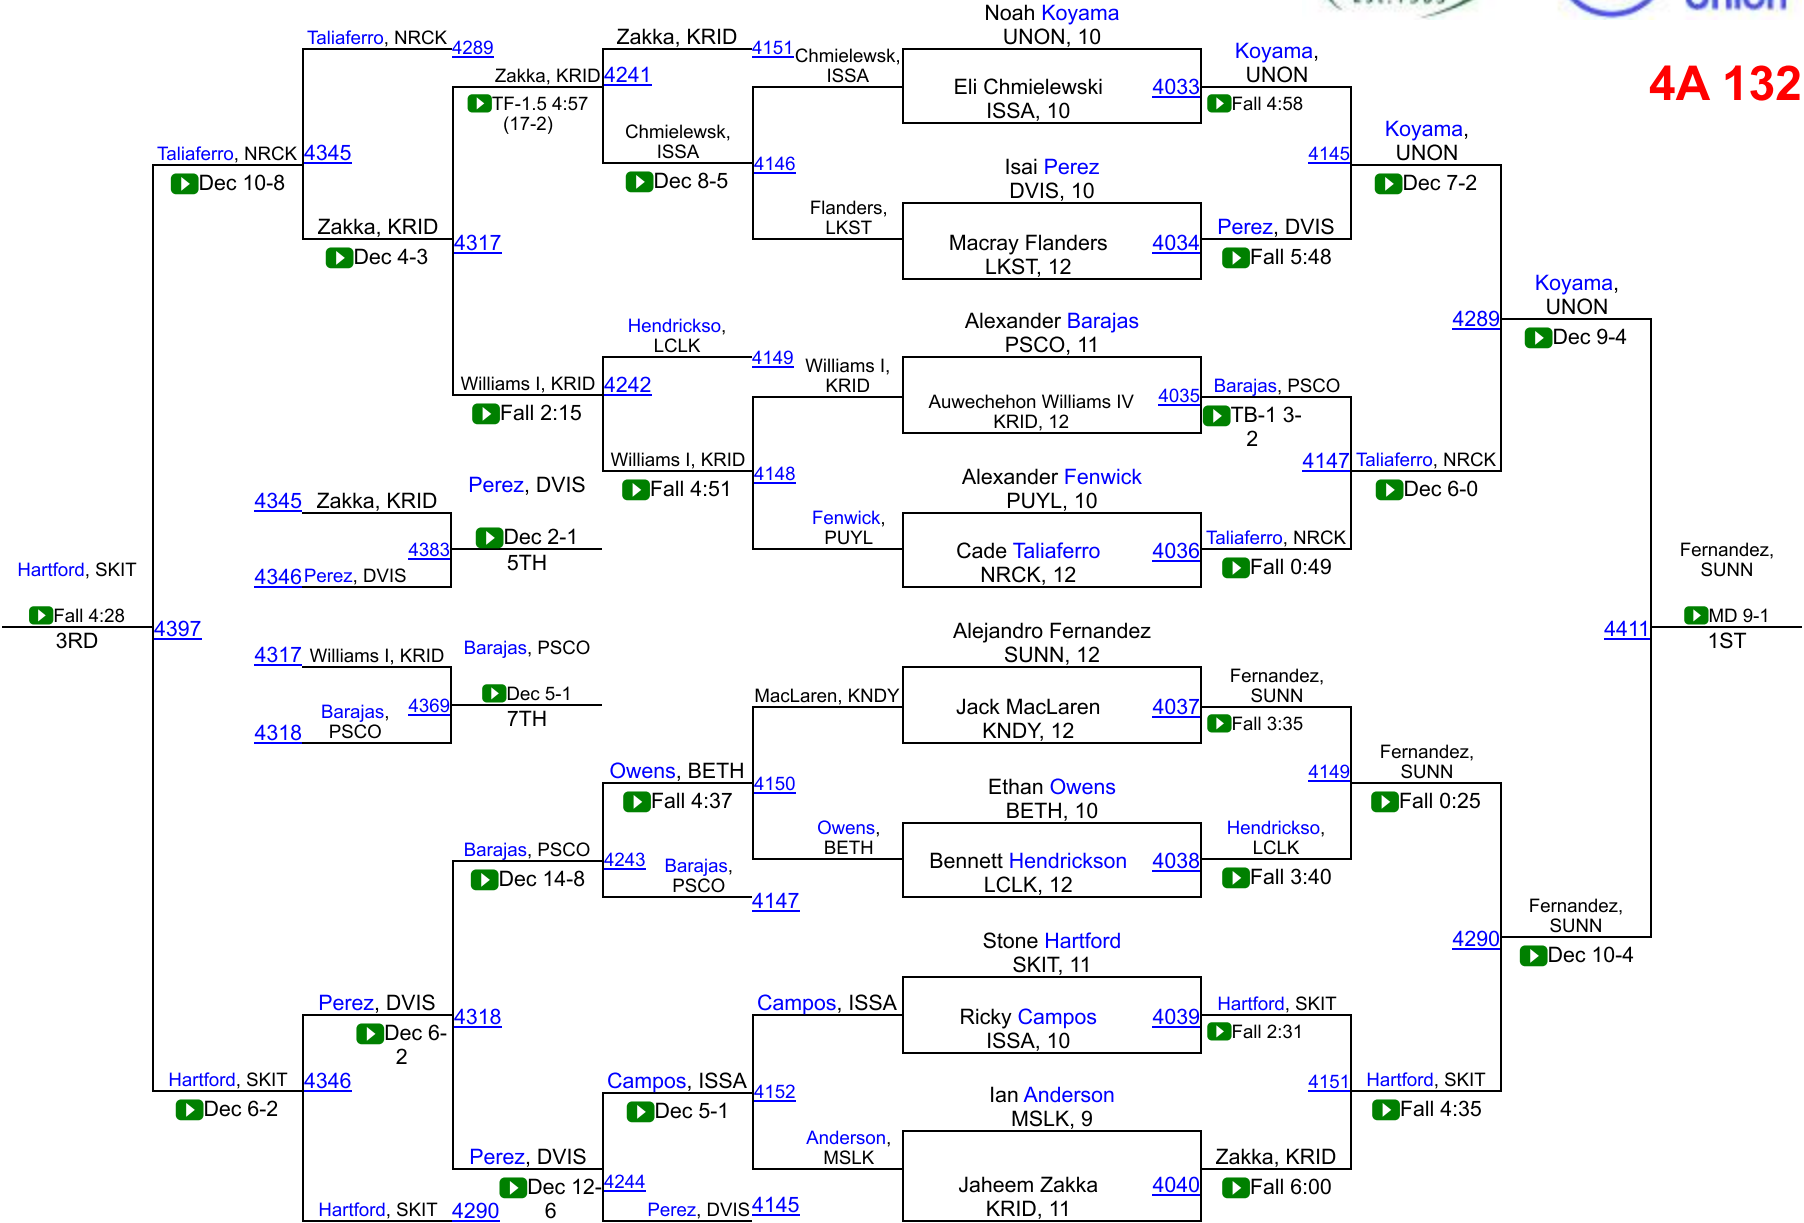 EST.1985
Union
4A 132
Taliaferro, NRCK
4289
Taliaferro, NRCK
Dec 10-8
4345
Zakka, KRID
Dec 4-3
Zakka, KRID
TF-1.5 4:57
(17-2)
4317
Williams I, KRID
Fall 2:15
Zakka, KRID
4151
4241
Chmielewsk,
ISSA
Dec 8-5
Chmielewsk,
ISSA
4146
Flanders,
LKST
Hendrickso,
LCLK
4149
4242
Williams I, KRID
Fall 4:51
Williams I,
KRID
4148
Fenwick,
PUYL
Noah Koyama
UNON, 10
Eli Chmielewski
ISSA, 10
4033
Koyama,
UNON
Fall 4:58
Isai Perez
DVIS, 10
Macray Flanders
LKST, 12
4034
Perez, DVIS
Fall 5:48
4145
Koyama,
UNON
Dec 7-2
Alexander Barajas
PSCO, 11
Auwechehon Williams IV
KRID, 12
4035
Barajas, PSCO
TB-1 3-
2
Alexander Fenwick
PUYL, 10
Cade Taliaferro
NRCK, 12
4036
Taliaferro, NRCK
Fall 0:49
4147
Taliaferro, NRCK
Dec 6-0
4289
Koyama,
UNON
Dec 9-4
4345
Zakka, KRID
4346
Perez, DVIS
4383
Perez, DVIS
Dec 2-1
5TH
Hartford, SKIT
Fall 4:28
3RD
4397
4317
Williams I, KRID
4318
Barajas,
PSCO
4369
Barajas, PSCO
Dec 5-1
7TH
Alejandro Fernandez
SUNN, 12
Jack MacLaren
KNDY, 12
4037
Fernandez,
SUNN
Fall 3:35
Ethan Owens
BETH, 10
Bennett Hendrickson
LCLK, 12
4038
Hendrickso,
LCLK
Fall 3:40
4149
Fernandez,
SUNN
Fall 0:25
Stone Hartford
SKIT, 11
Ricky Campos
ISSA, 10
4039
Hartford, SKIT
Fall 2:31
Ian Anderson
MSLK, 9
Jaheem Zakka
KRID, 11
4040
Zakka, KRID
Fall 6:00
4151
Hartford, SKIT
Fall 4:35
4290
Fernandez,
SUNN
Dec 10-4
4411
Fernandez,
SUNN
MD 9-1
1ST
MacLaren, KNDY
4150
Owens,
BETH
Owens, BETH
Fall 4:37
4243
Barajas,
PSCO
4147
Barajas, PSCO
Dec 14-8
4318
Perez, DVIS
Dec 6-
2
4346
Hartford, SKIT
Dec 6-2
Hartford, SKIT
4290
Campos, ISSA
4152
Anderson,
MSLK
Campos, ISSA
Dec 5-1
4244
Perez, DVIS
4145
Perez, DVIS
Dec 12-
6